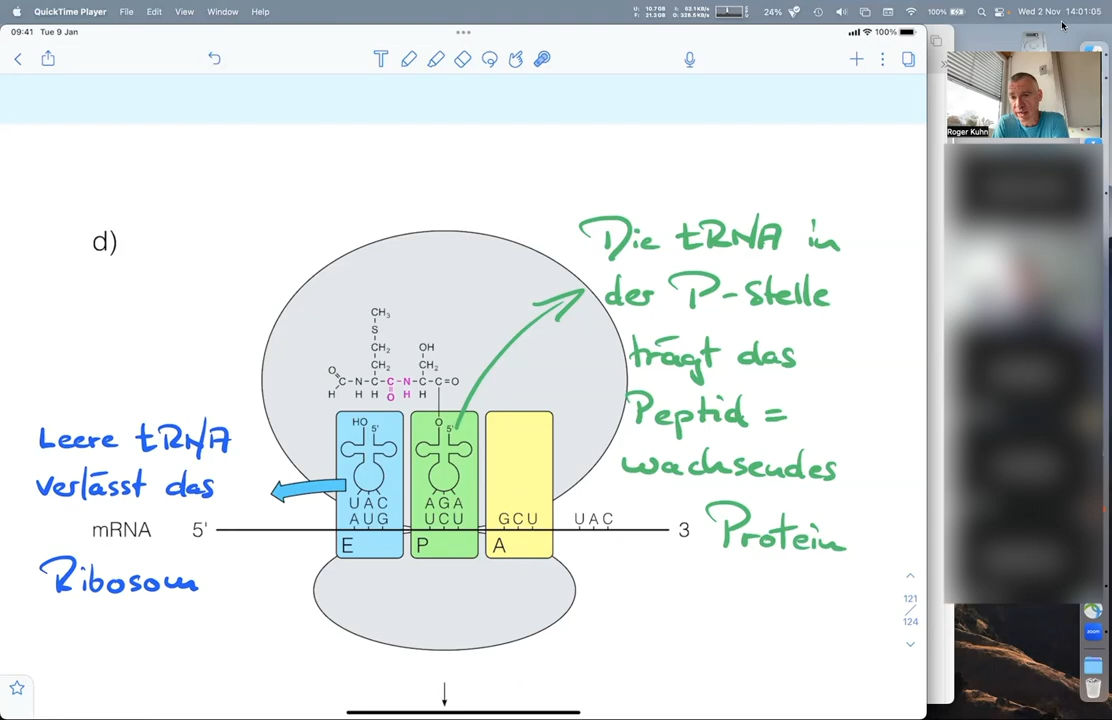 QuickTime Player File Edit View Window Help
24% 100% Wed 2 Nov 14:01:05
09:41 Tue 9 Jan 100%
Roger Kuhn
d)
Die tRNA in
der P-Stelle
trägt das
Peptid =
wachsendes
Protein
CH3
S
CH2
CH2
OH
CH2
O C N C C N C C O
H H H O H H
O
HO 5'
5'
Leere tRNA
verlässt das
Ribosom
UAC AGA
AUG UCU GCU UAC
mRNA 5' 3
E P A
121
124
zoom